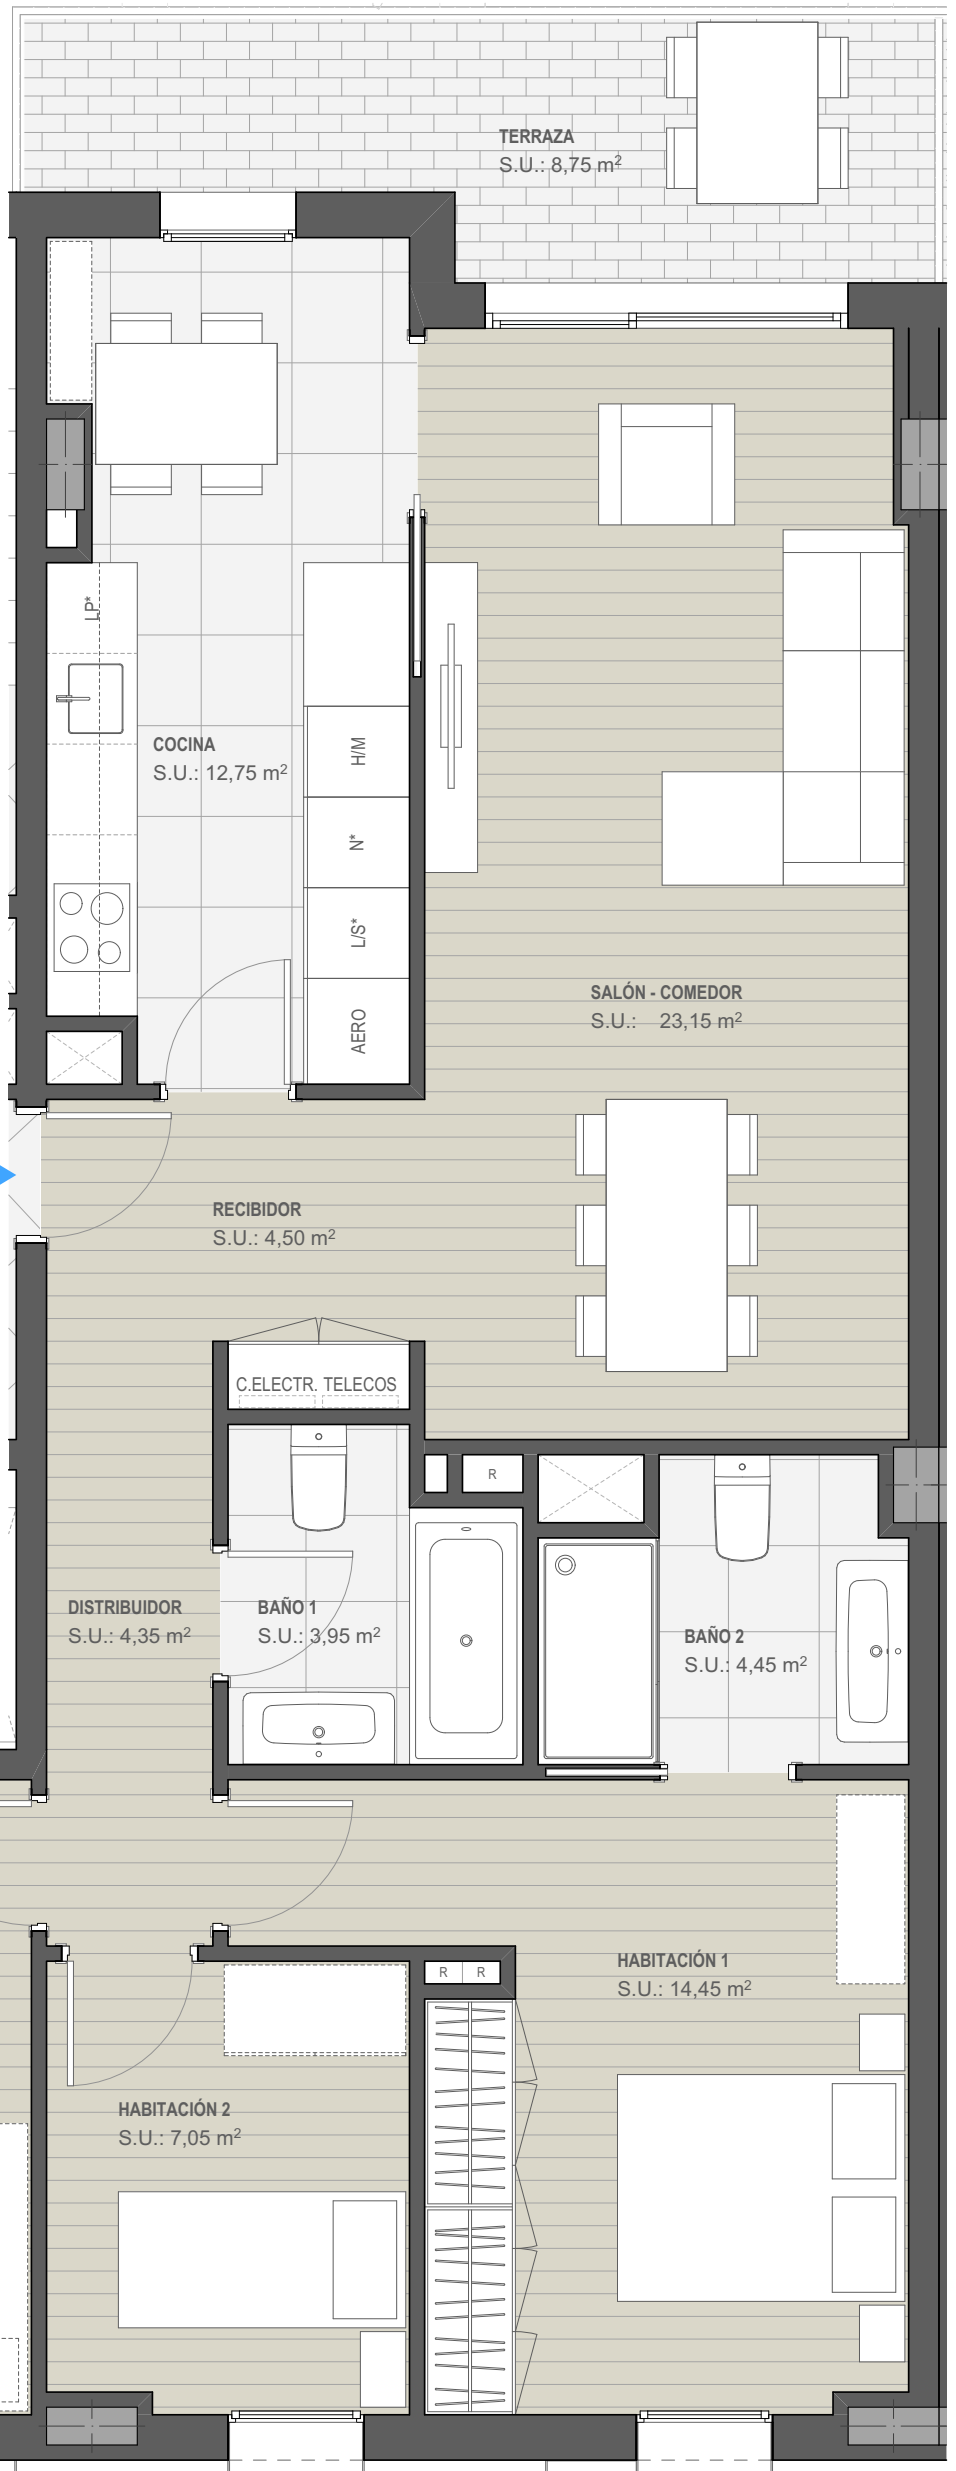 TERRAZA
S.U.: 8,75 m²
LP*
COCINA
S.U.: 12,75 m²
H/M
N*
L/S*
AERO
SALÓN - COMEDOR
S.U.: 23,15 m²
RECIBIDOR
S.U.: 4,50 m²
C.ELECTR. TELECOS
R
DISTRIBUIDOR
S.U.: 4,35 m²
BAÑO 1
S.U.: 3,95 m²
BAÑO 2
S.U.: 4,45 m²
HABITACIÓN 1
S.U.: 14,45 m²
R R
HABITACIÓN 2
S.U.: 7,05 m²